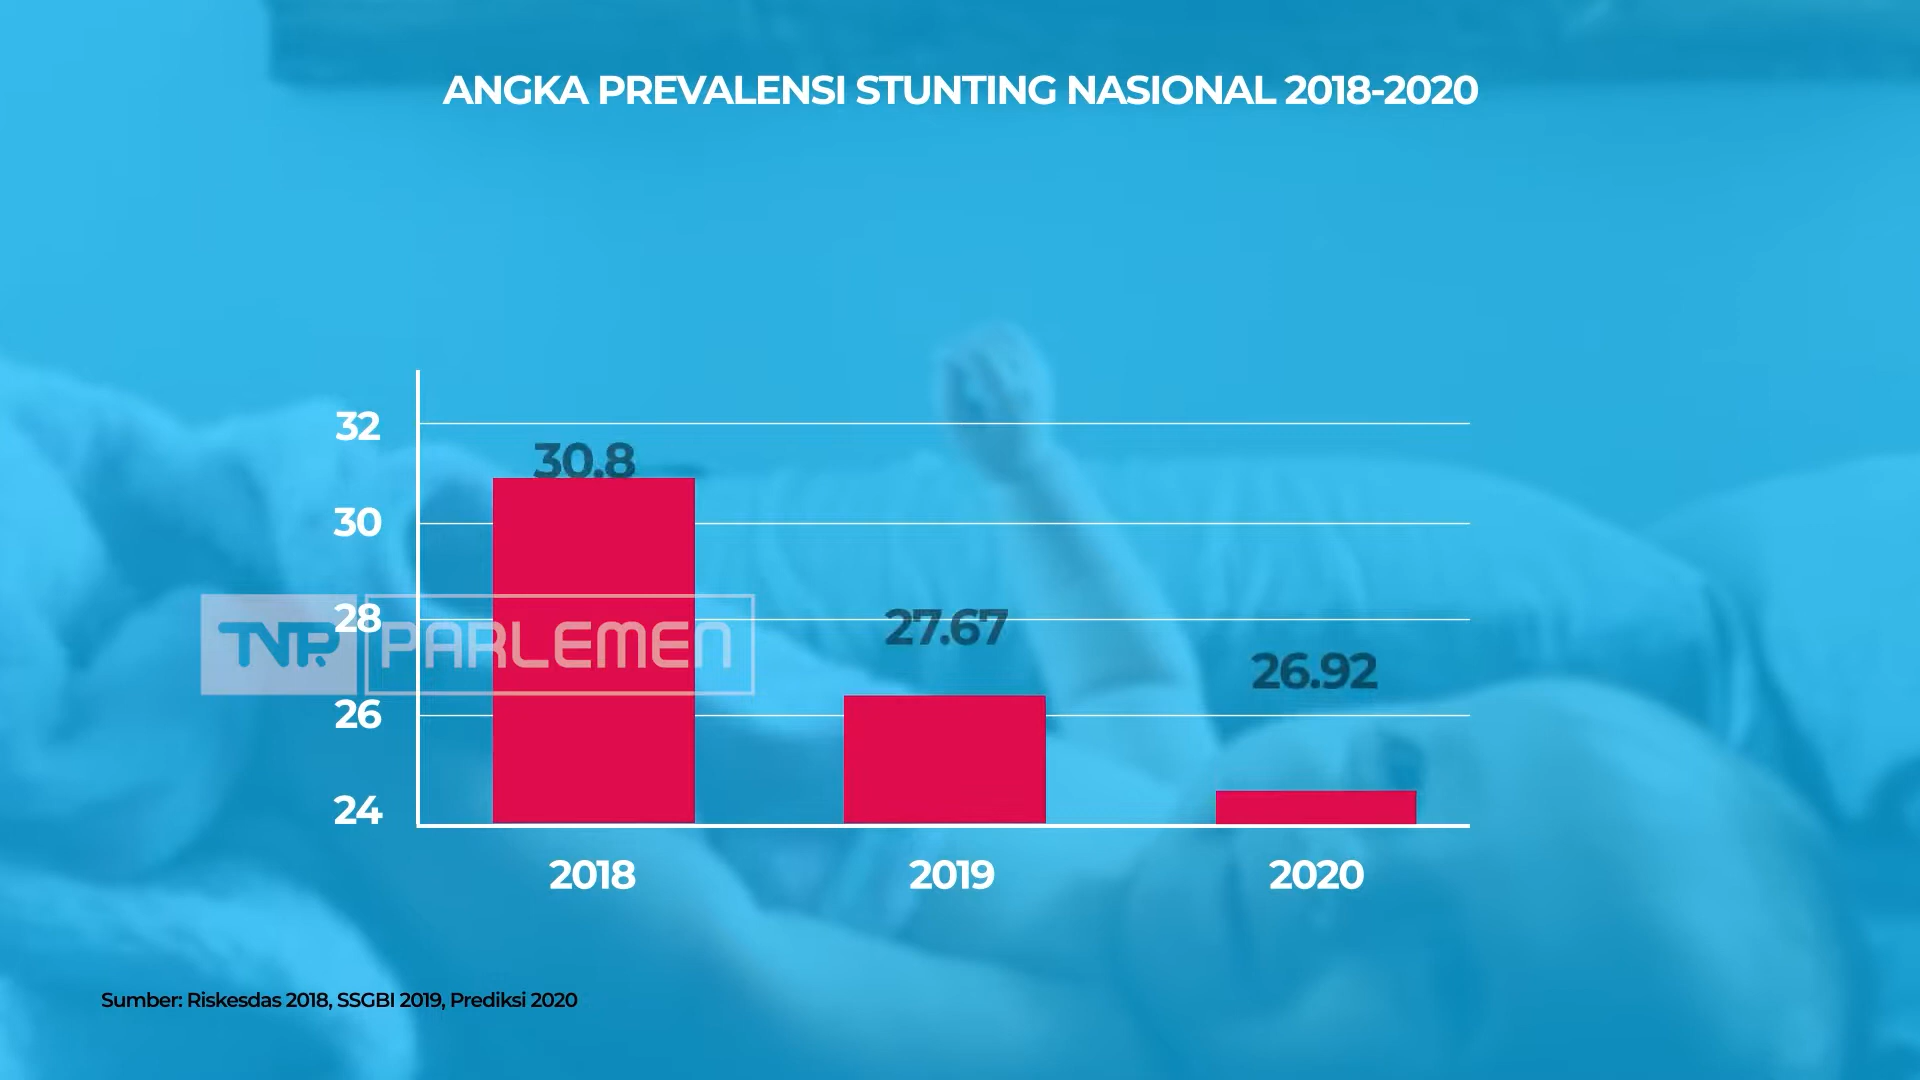 ANGKA PREVALENSI STUNTING NASIONAL 2018-2020
32
30.8
30
28
27.67
TVR PARLEMEN
26.92
26
24
2018 2019 2020
Sumber: Riskesdas 2018, SSGBI 2019, Prediksi 2020